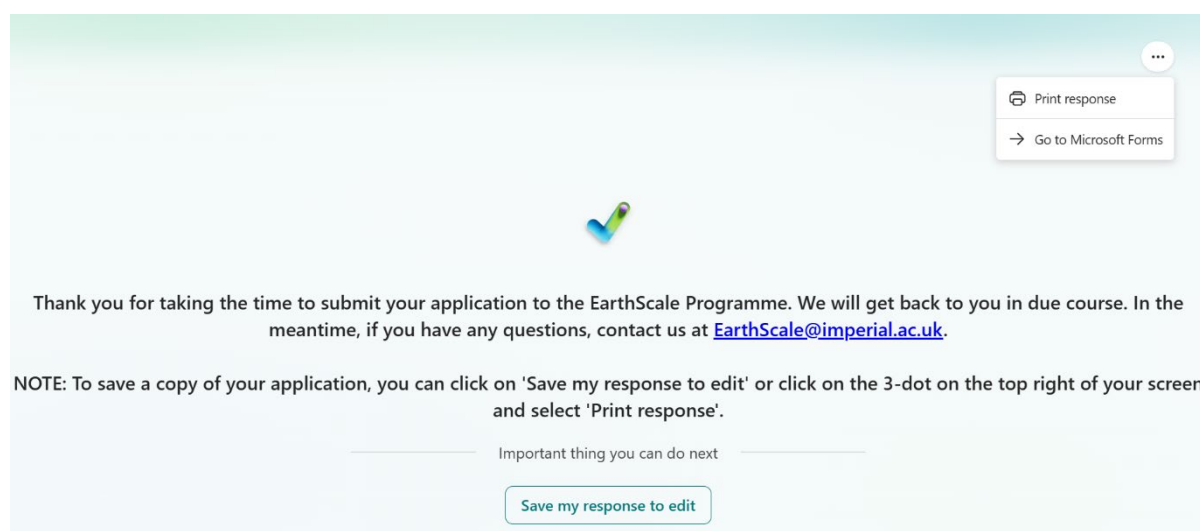 ...
Print response
Go to Microsoft Forms
Thank you for taking the time to submit your application to the EarthScale Programme. We will get back to you in due course. In the
meantime, if you have any questions, contact us at EarthScale@imperial.ac.uk.
NOTE: To save a copy of your application, you can click on 'Save my response to edit' or click on the 3-dot on the top right of your screen
and select 'Print response'.
Important thing you can do next
Save my response to edit